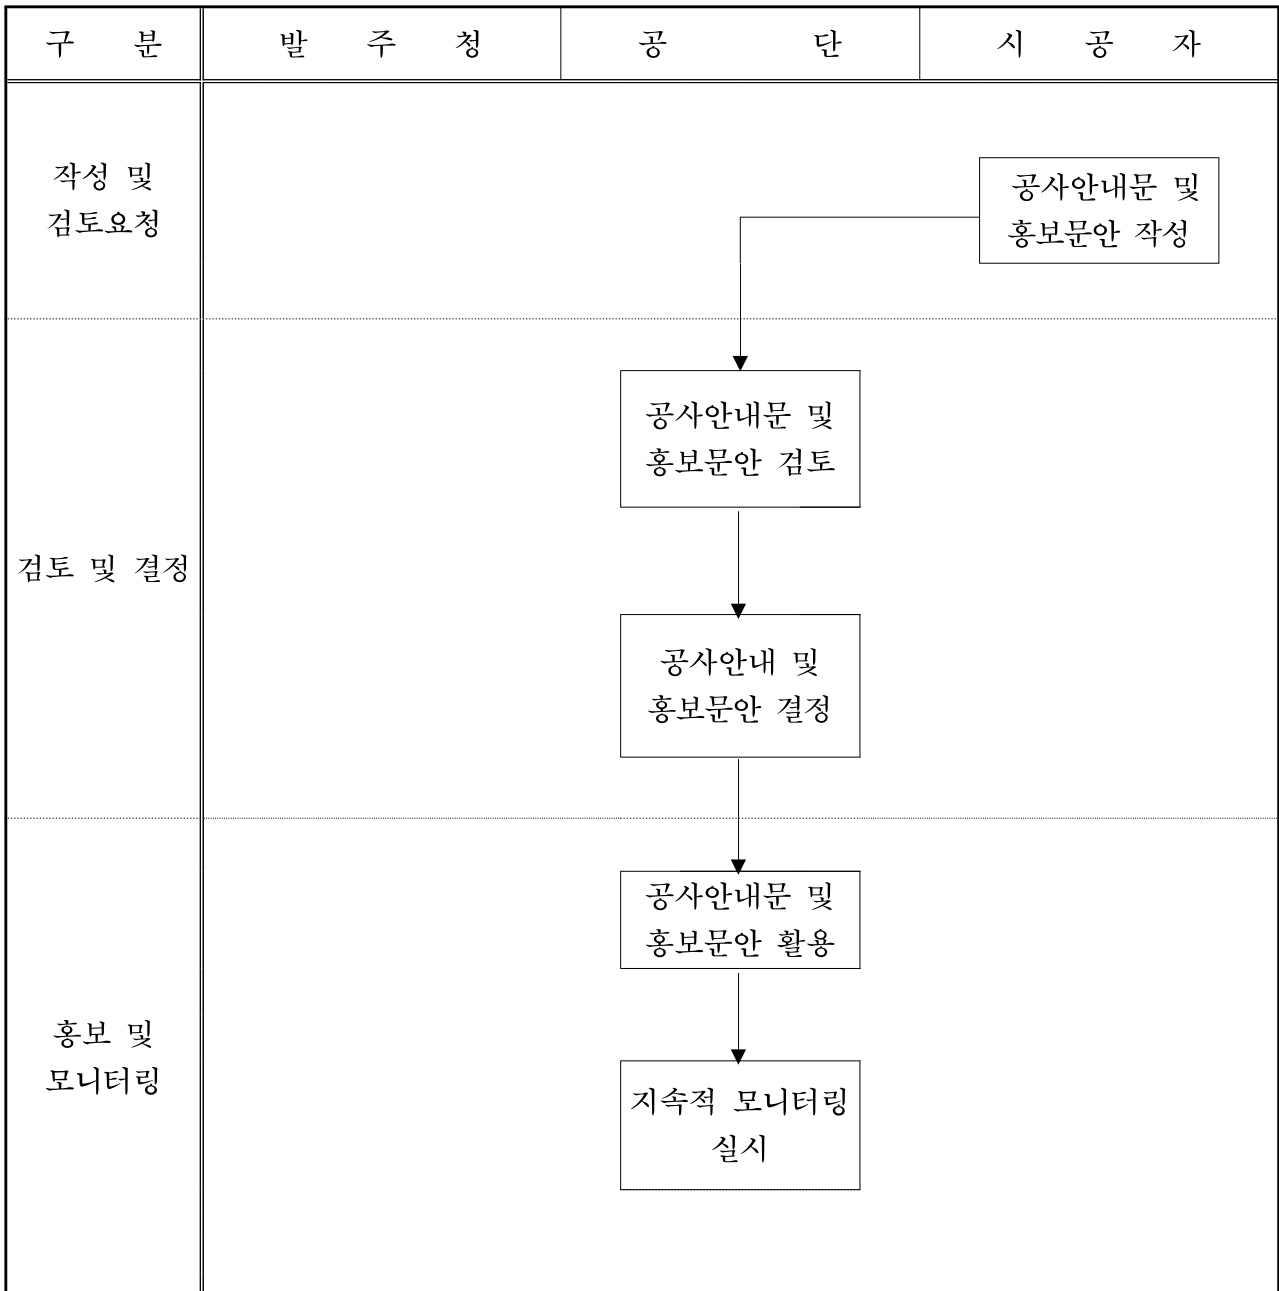 구 분 발 주 청 공 단 시 공 자
작성 및
검토요청
공사안내문 및
홍보문안 작성
공사안내문 및
홍보문안 검토
검토 및 결정
공사안내 및
홍보문안 결정
공사안내문 및
홍보문안 활용
홍보 및
모니터링
지속적 모니터링
실시